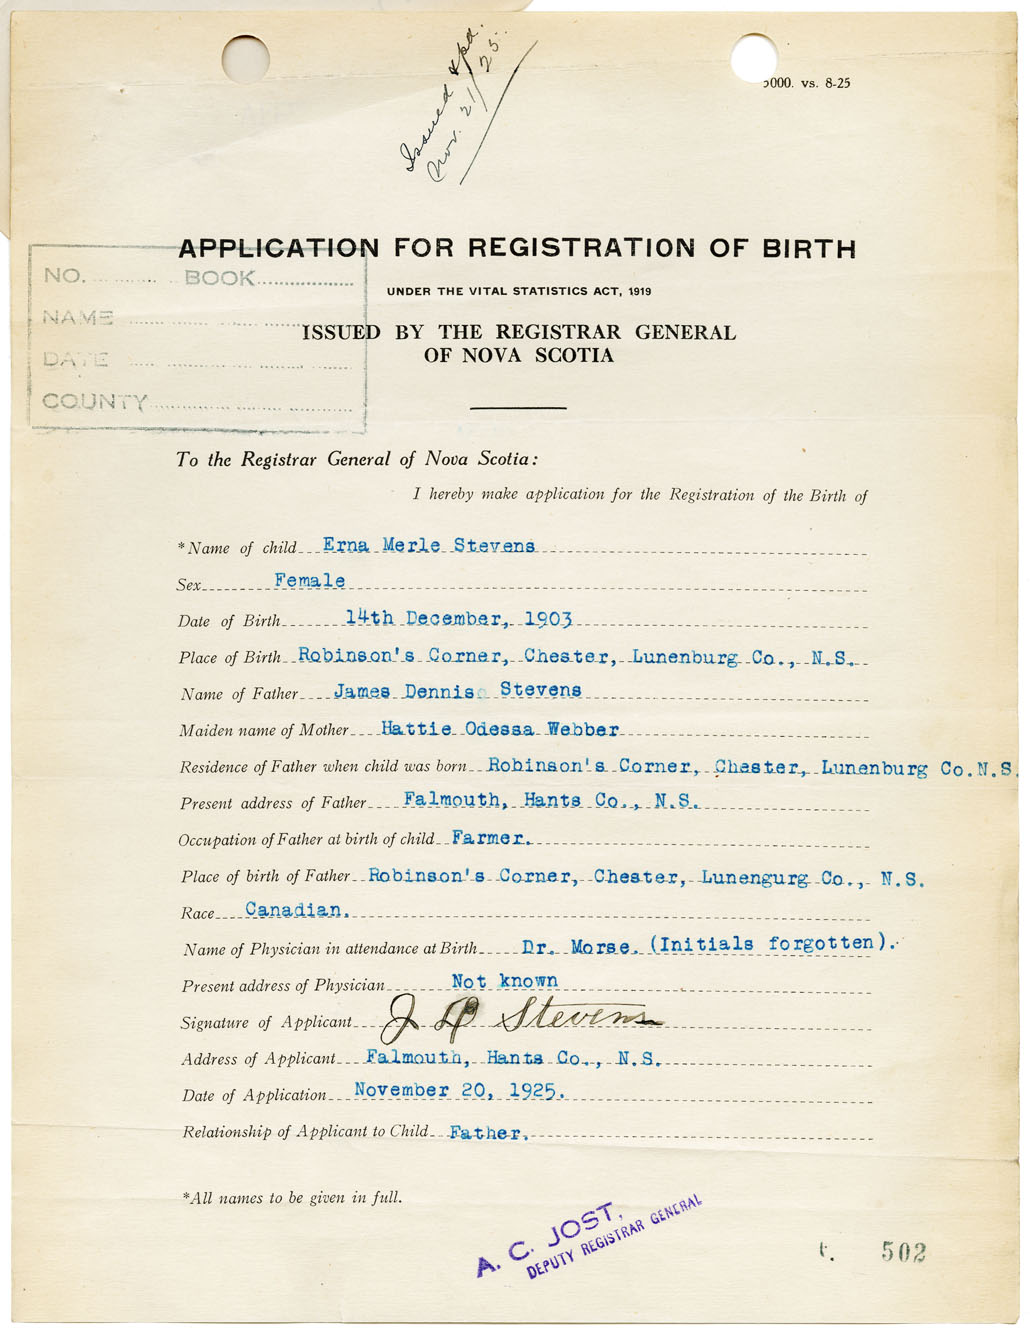 Issued & pd.
Nov. 21/25.
5000. vs. 8-25
APPLICATION FOR REGISTRATION OF BIRTH
NO. BOOK
UNDER THE VITAL STATISTICS ACT, 1919
NAME
ISSUED BY THE REGISTRAR GENERAL
OF NOVA SCOTIA
DATE
COUNTY
To the Registrar General of Nova Scotia:
I hereby make application for the Registration of the Birth of
*Name of child Erna Merle Stevens
Sex Female
Date of Birth 14th December, 1903
Place of Birth Robinson's Corner, Chester, Lunenburg Co., N.S.
Name of Father James Dennis Stevens
Maiden name of Mother Hattie Odessa Webber
Residence of Father when child was born Robinson's Corner, Chester, Lunenburg Co.N.S.
Present address of Father Falmouth, Hants Co., N.S.
Occupation of Father at birth of child Farmer.
Place of birth of Father Robinson's Corner, Chester, Lunengurg Co., N.S.
Race Canadian.
Name of Physician in attendance at Birth Dr. Morse. (Initials forgotten).
Present address of Physician Not known
Signature of Applicant J D Stevens
Address of Applicant Falmouth, Hants Co., N.S.
Date of Application November 20, 1925.
Relationship of Applicant to Child Father.
*All names to be given in full.
A. C. JOST,
DEPUTY REGISTRAR GENERAL
502